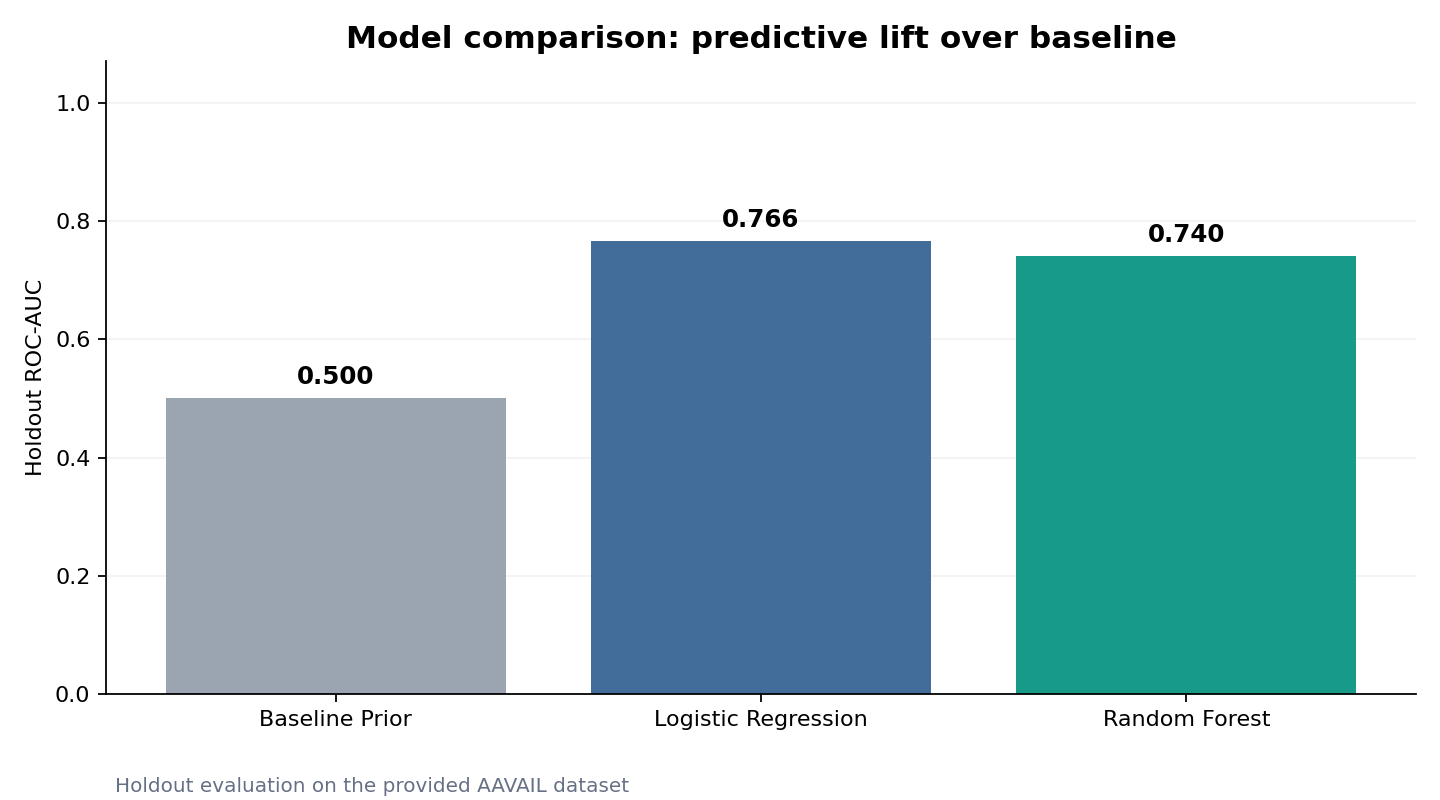 Model comparison: predictive lift over baseline
1.0
0.8
0.6
0.4
0.2
0.0
Holdout ROC-AUC
0.500
0.766
0.740
Baseline Prior
Logistic Regression
Random Forest
Holdout evaluation on the provided AAVAIL dataset